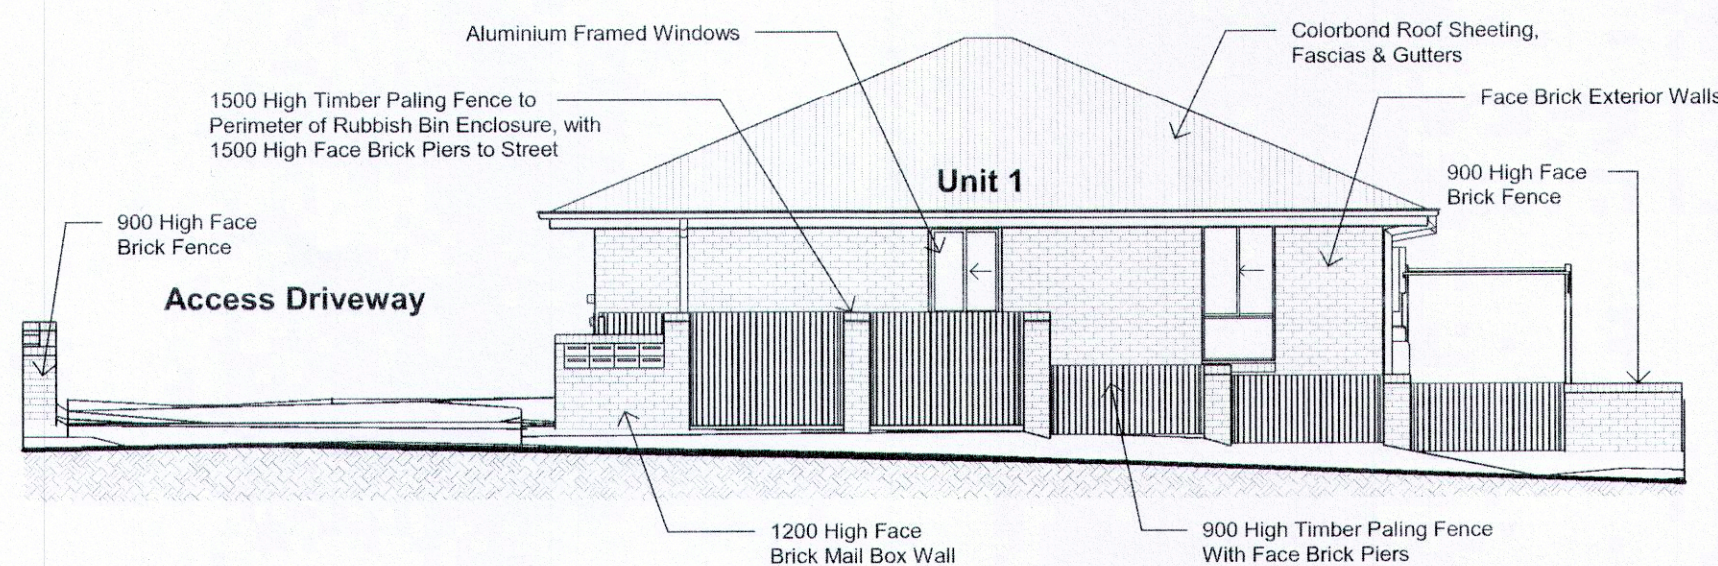 Aluminium Framed Windows
Colorbond Roof Sheeting,
Fascias & Gutters
1500 High Timber Paling Fence to
Perimeter of Rubbish Bin Enclosure, with
1500 High Face Brick Piers to Street
Face Brick Exterior Walls
Unit 1
900 High Face
Brick Fence
900 High Face
Brick Fence
Access Driveway
1200 High Face
Brick Mail Box Wall
900 High Timber Paling Fence
With Face Brick Piers